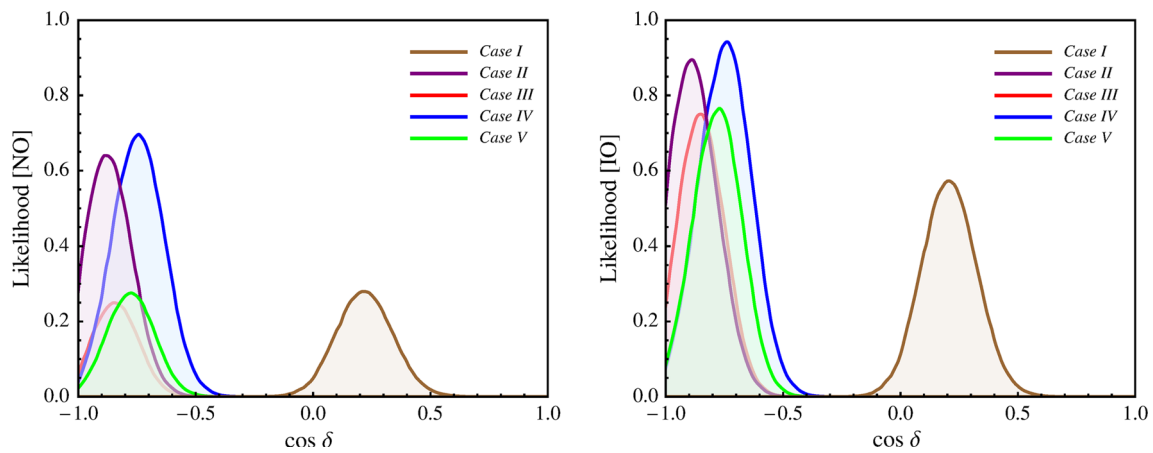 Likelihood [NO]
1.0
0.8
0.6
0.4
0.2
0.0
−1.0 −0.5 0.0 0.5 1.0
cos δ
Case I
Case II
Case III
Case IV
Case V
Likelihood [IO]
1.0
0.8
0.6
0.4
0.2
0.0
−1.0 −0.5 0.0 0.5 1.0
cos δ
Case I
Case II
Case III
Case IV
Case V